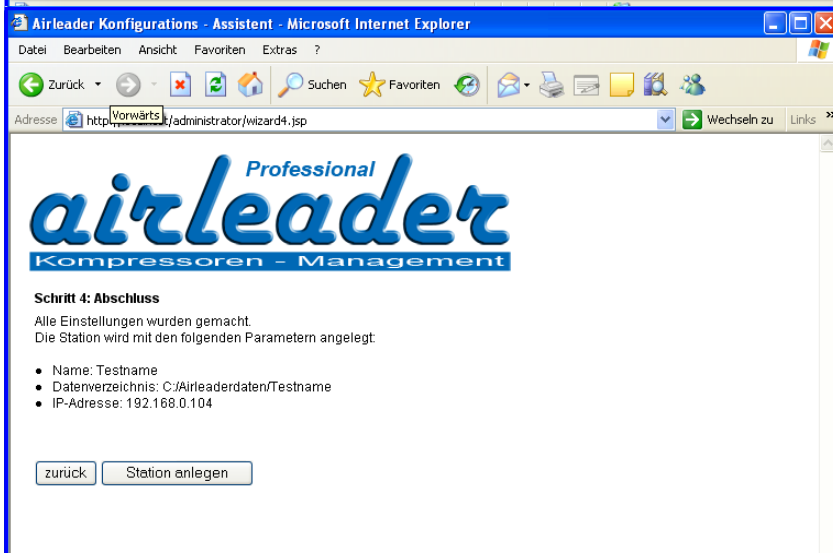 Airleader Konfigurations - Assistent - Microsoft Internet Explorer
Datei Bearbeiten Ansicht Favoriten Extras ?
Zurück Suchen Favoriten
Vorwärts
Adresse /administrator/wizard4.jsp Wechseln zu Links »
Professional
airleader
Kompressoren - Management
Schritt 4: Abschluss
Alle Einstellungen wurden gemacht.
Die Station wird mit den folgenden Parametern angelegt:
• Name: Testname
• Datenverzeichnis: C:/Airleaderdaten/Testname
• IP-Adresse: 192.168.0.104
zurück Station anlegen